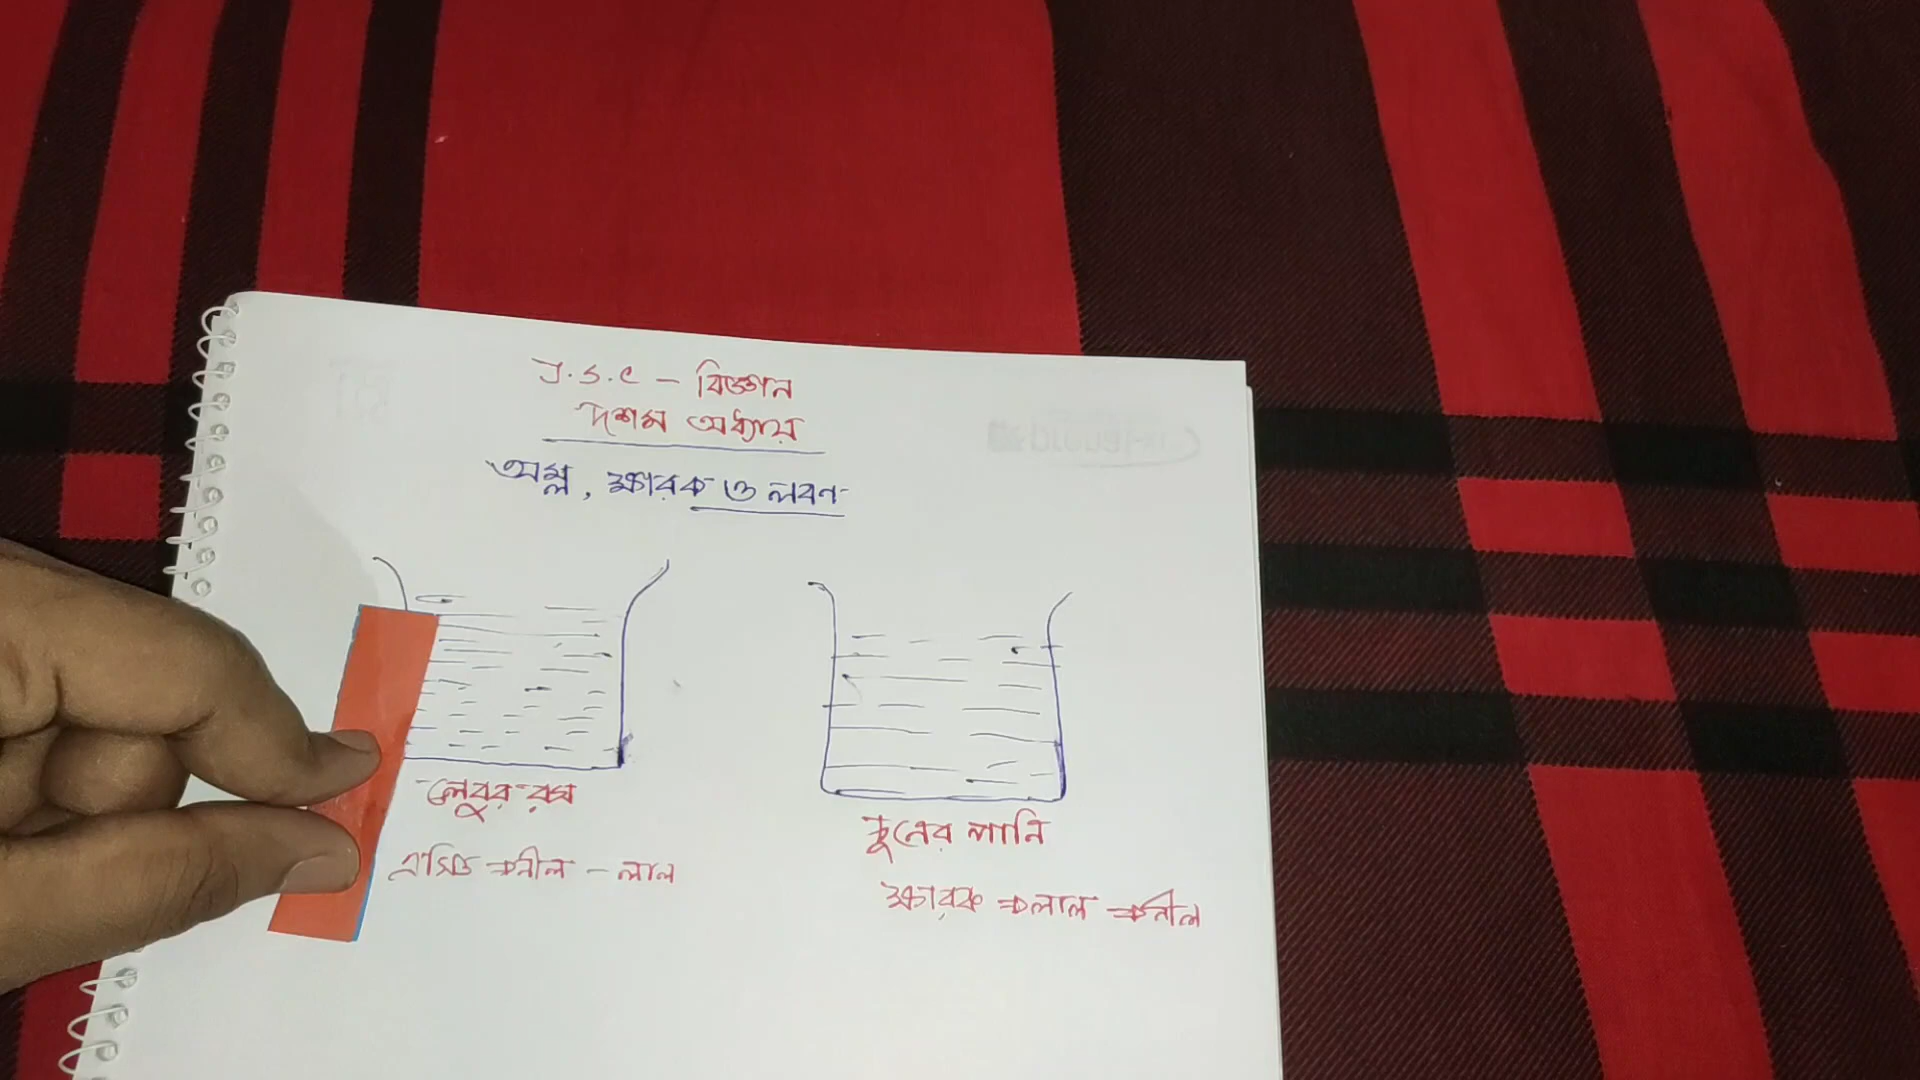 J.S.C - বিজ্ঞান
দশম অধ্যায়
অম্ল, ক্ষারক ও লবণ
লেবুর রস
চুনের পানি
এসিড ⇒ নীল - লাল
ক্ষারক ⇒ লাল ⇒ নীল